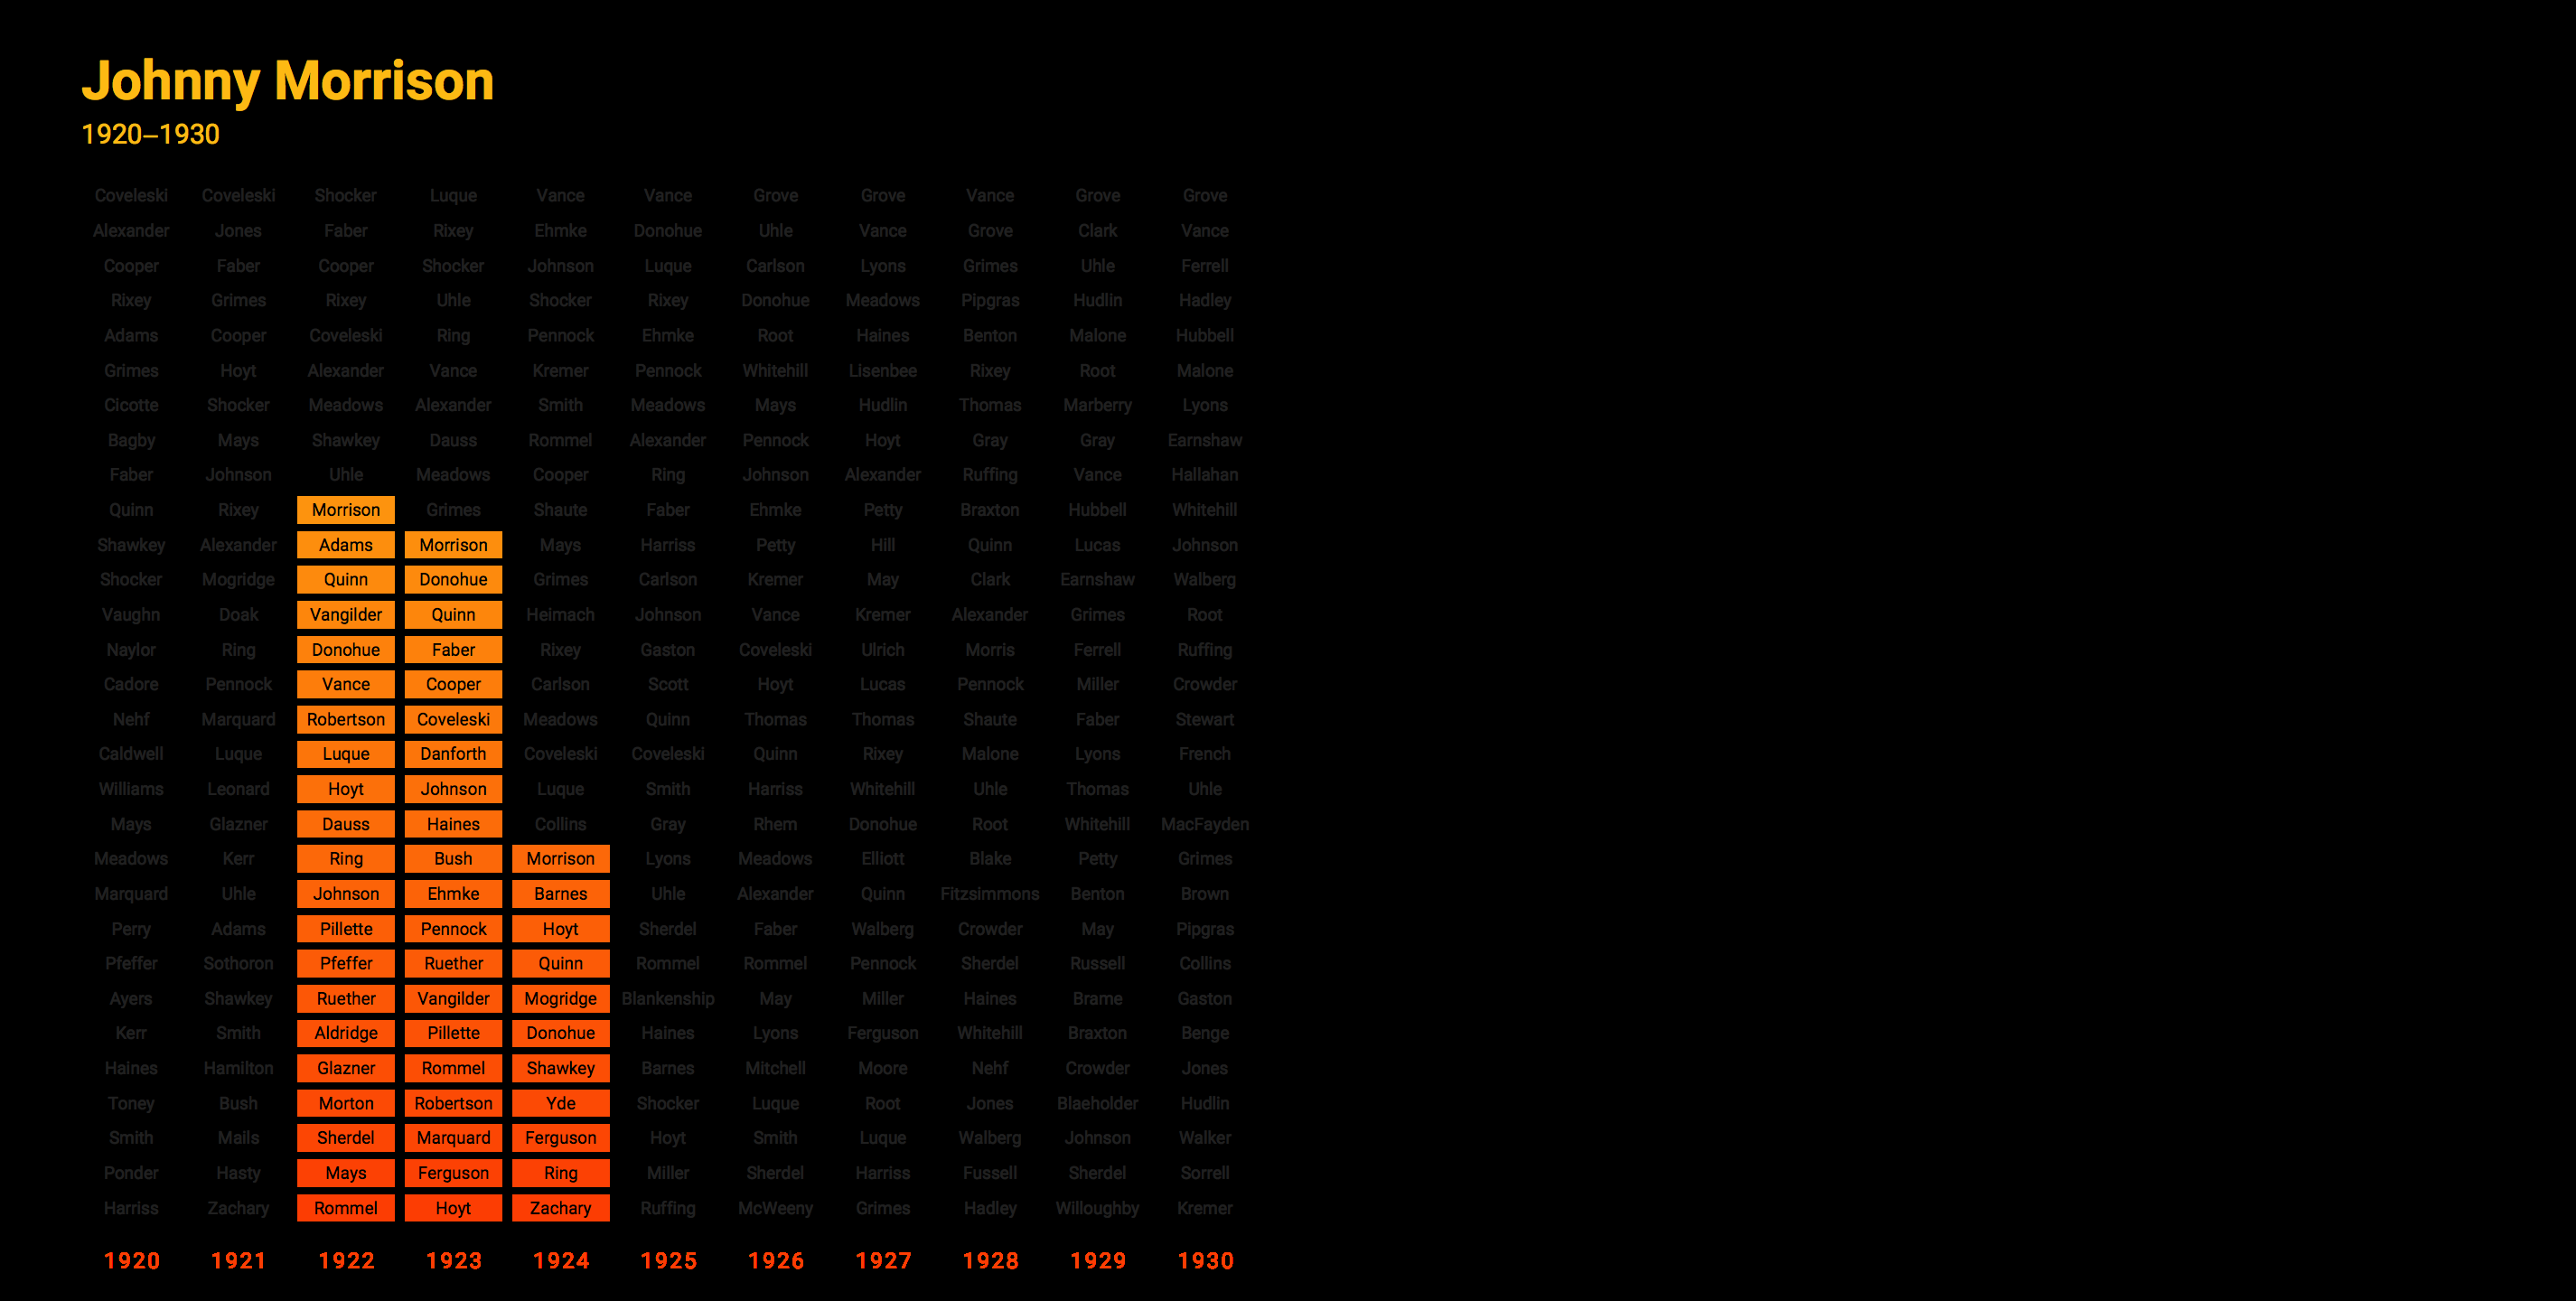 Johnny Morrison
1920–1930
Coveleski Coveleski Shocker Luque Vance Vance Grove Grove Vance Grove Grove
Alexander Jones Faber Rixey Ehmke Donohue Uhle Vance Grove Clark Vance
Cooper Faber Cooper Shocker Johnson Luque Carlson Lyons Grimes Uhle Ferrell
Rixey Grimes Rixey Uhle Shocker Rixey Donohue Meadows Pipgras Hudlin Hadley
Adams Cooper Coveleski Ring Pennock Ehmke Root Haines Benton Malone Hubbell
Grimes Hoyt Alexander Vance Kremer Pennock Whitehill Lisenbee Rixey Root Malone
Cicotte Shocker Meadows Alexander Smith Meadows Mays Hudlin Thomas Marberry Lyons
Bagby Mays Shawkey Dauss Rommel Alexander Pennock Hoyt Gray Gray Earnshaw
Faber Johnson Uhle Meadows Cooper Ring Johnson Alexander Ruffing Vance Hallahan
Quinn Rixey Morrison Grimes Shaute Faber Ehmke Petty Braxton Hubbell Whitehill
Shawkey Alexander Adams Morrison Mays Harriss Petty Hill Quinn Lucas Johnson
Shocker Mogridge Quinn Donohue Grimes Carlson Kremer May Clark Earnshaw Walberg
Vaughn Doak Vangilder Quinn Heimach Johnson Vance Kremer Alexander Grimes Root
Naylor Ring Donohue Faber Rixey Gaston Coveleski Ulrich Morris Ferrell Ruffing
Cadore Pennock Vance Cooper Carlson Scott Hoyt Lucas Pennock Miller Crowder
Nehf Marquard Robertson Coveleski Meadows Quinn Thomas Thomas Shaute Faber Stewart
Caldwell Luque Luque Danforth Coveleski Coveleski Quinn Rixey Malone Lyons French
Williams Leonard Hoyt Johnson Luque Smith Harriss Whitehill Uhle Thomas Uhle
Mays Glazner Dauss Haines Collins Gray Rhem Donohue Root Whitehill MacFayden
Meadows Kerr Ring Bush Morrison Lyons Meadows Elliott Blake Petty Grimes
Marquard Uhle Johnson Ehmke Barnes Uhle Alexander Quinn Fitzsimmons Benton Brown
Perry Adams Pillette Pennock Hoyt Sherdel Faber Walberg Crowder May Pipgras
Pfeffer Sothoron Pfeffer Ruether Quinn Rommel Rommel Pennock Sherdel Russell Collins
Ayers Shawkey Ruether Vangilder Mogridge Blankenship May Miller Haines Brame Gaston
Kerr Smith Aldridge Pillette Donohue Haines Lyons Ferguson Whitehill Braxton Benge
Haines Hamilton Glazner Rommel Shawkey Barnes Mitchell Moore Nehf Crowder Jones
Toney Bush Morton Robertson Yde Shocker Luque Root Jones Blaeholder Hudlin
Smith Mails Sherdel Marquard Ferguson Hoyt Smith Luque Walberg Johnson Walker
Ponder Hasty Mays Ferguson Ring Miller Sherdel Harriss Fussell Sherdel Sorrell
Harriss Zachary Rommel Hoyt Zachary Ruffing McWeeny Grimes Hadley Willoughby Kremer
1920 1921 1922 1923 1924 1925 1926 1927 1928 1929 1930